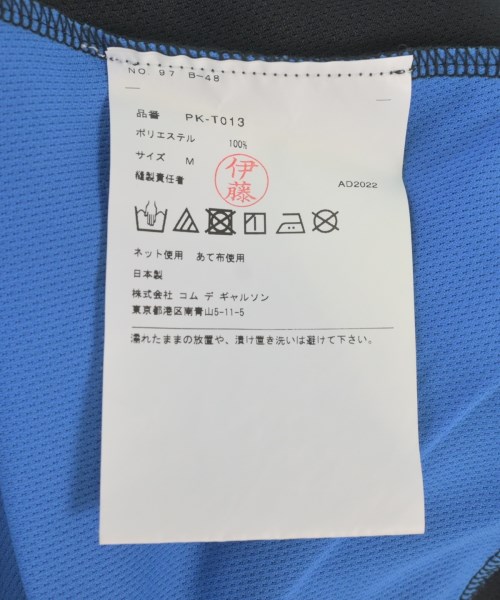 NO. 97 B-48
品番 PK-T013
ポリエステル 100%
サイズ M
縫製責任者 伊藤 AD2022
ネット使用 あて布使用
日本製
株式会社 コム デ ギャルソン
東京都港区南青山5-11-5
濡れたままの放置や、漬け置き洗いは避けて下さい。